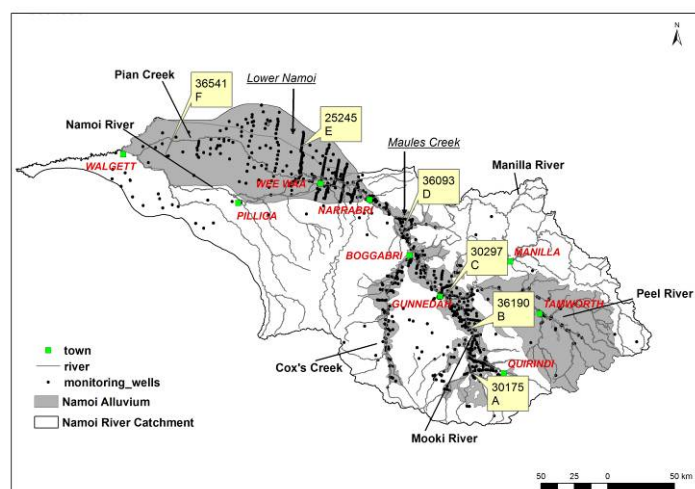 N
Pian Creek
36541
F
Lower Namoi
25245
E
Namoi River
Maules Creek
36093
D
Manilla River
WALGETT
WEE WAA
PILLIGA
NARRABRI
BOGGABRI
30297
C
MANILLA
GUNNEDAH
36190
B
TAMWORTH
Peel River
Cox's Creek
QUIRINDI
30175
A
Mooki River
town
river
monitoring_wells
Namoi Alluvium
Namoi River Catchment
50 25 0 50 km